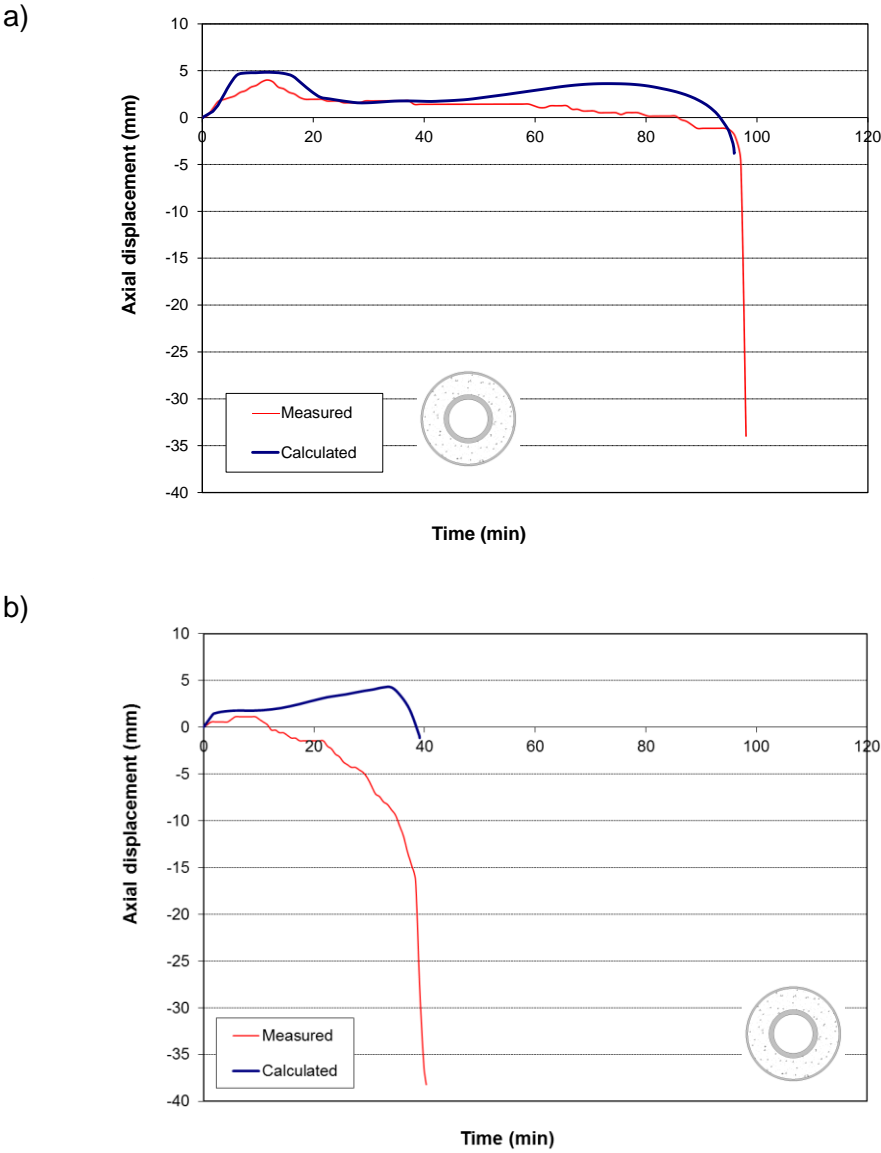 a)
10
5
0
-5
-10
-15
-20
-25
-30
-35
-40
0 20 40 60 80 100 120
Axial displacement (mm)
Measured
Calculated
Time (min)
b)
10
5
0
-5
-10
-15
-20
-25
-30
-35
-40
0 20 40 60 80 100 120
Axial displacement (mm)
Measured
Calculated
Time (min)